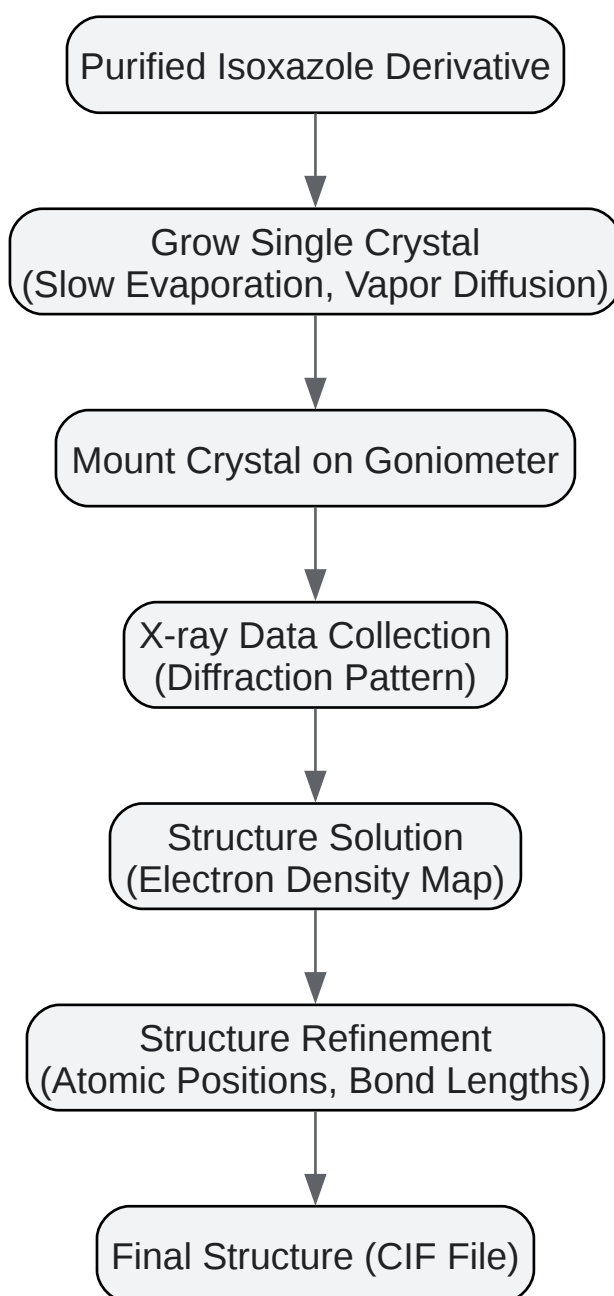 Purified Isoxazole Derivative
Grow Single Crystal
(Slow Evaporation, Vapor Diffusion)
Mount Crystal on Goniometer
X-ray Data Collection
(Diffraction Pattern)
Structure Solution
(Electron Density Map)
Structure Refinement
(Atomic Positions, Bond Lengths)
Final Structure (CIF File)